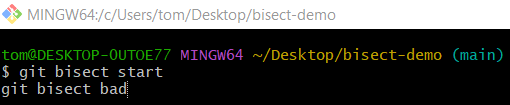 MINGW64:/c/Users/tom/Desktop/bisect-demo
tom@DESKTOP-OUTOE77 MINGW64 ~/Desktop/bisect-demo (main)
$ git bisect start
git bisect bad